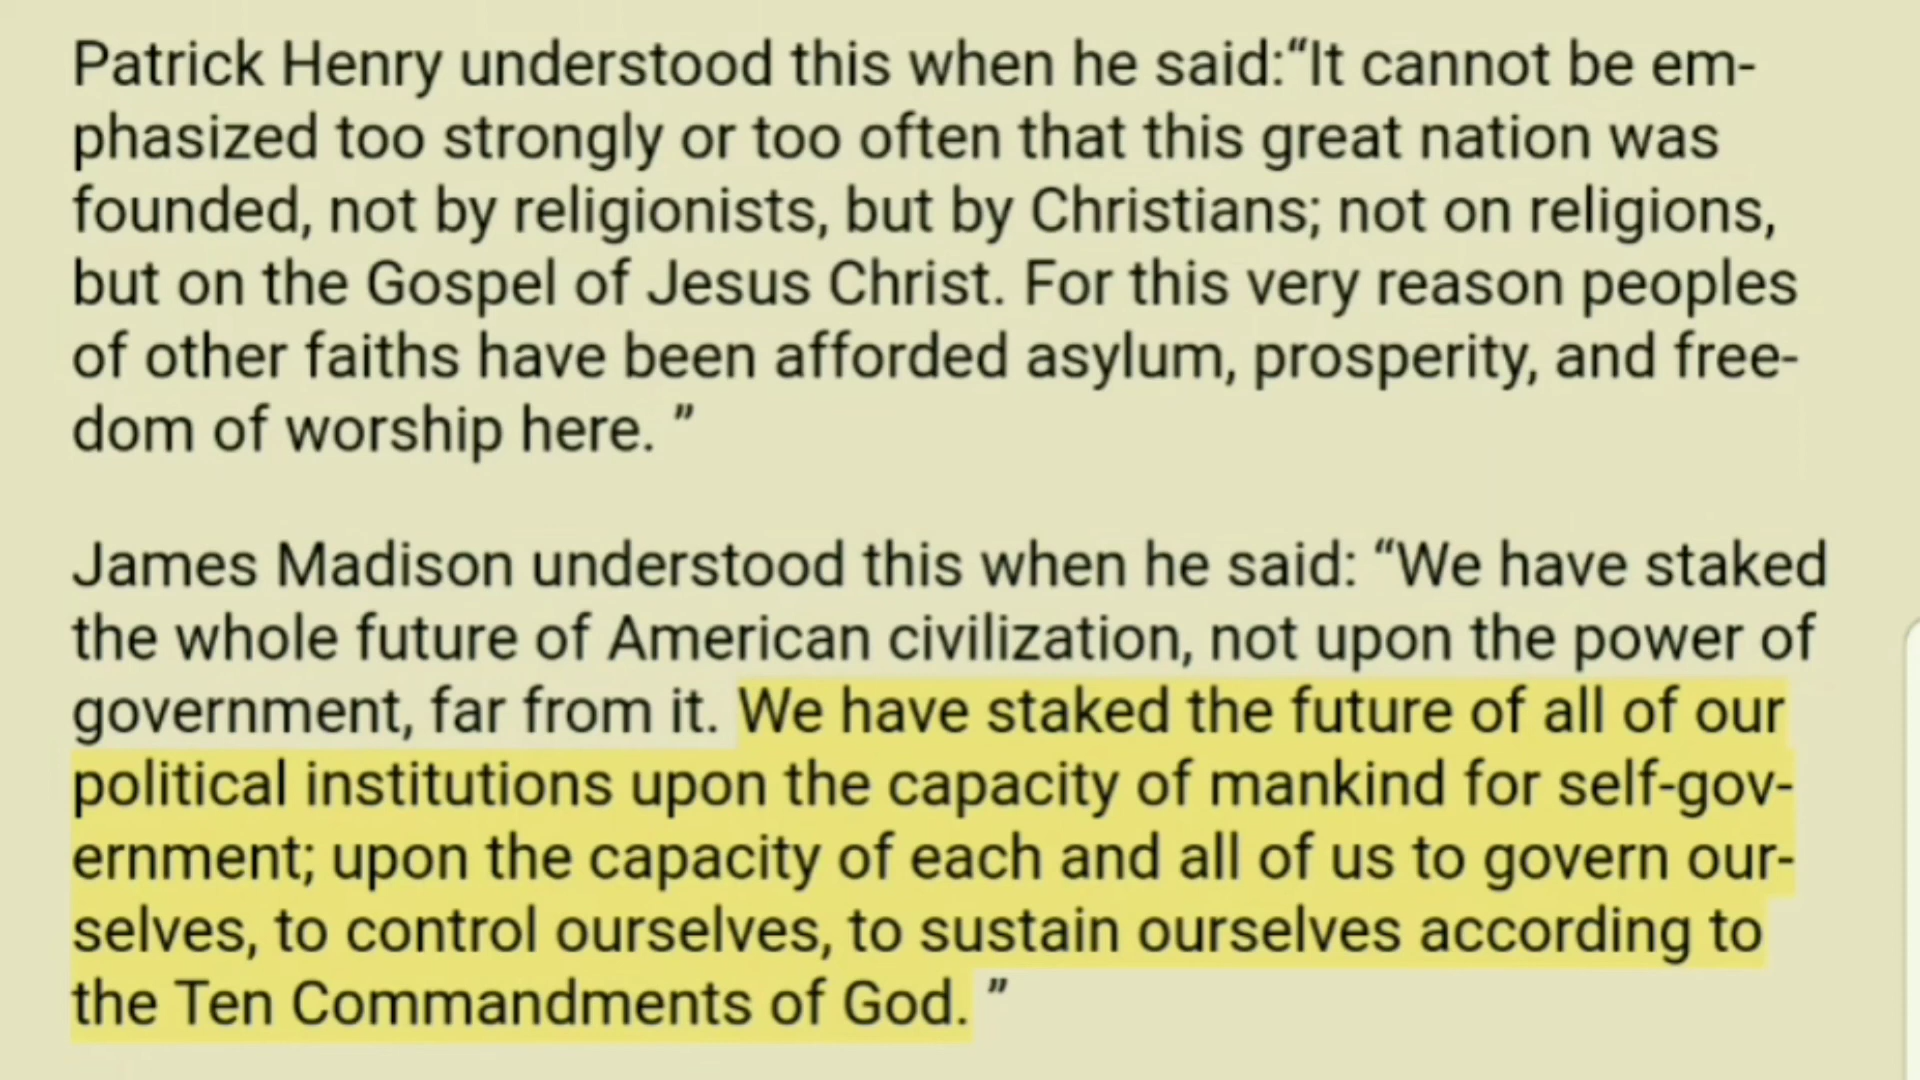 Patrick Henry understood this when he said:“It cannot be em-
phasized too strongly or too often that this great nation was
founded, not by religionists, but by Christians; not on religions,
but on the Gospel of Jesus Christ. For this very reason peoples
of other faiths have been afforded asylum, prosperity, and free-
dom of worship here. ”
James Madison understood this when he said: “We have staked
the whole future of American civilization, not upon the power of
government, far from it. We have staked the future of all of our
political institutions upon the capacity of mankind for self-gov-
ernment; upon the capacity of each and all of us to govern our-
selves, to control ourselves, to sustain ourselves according to
the Ten Commandments of God. ”